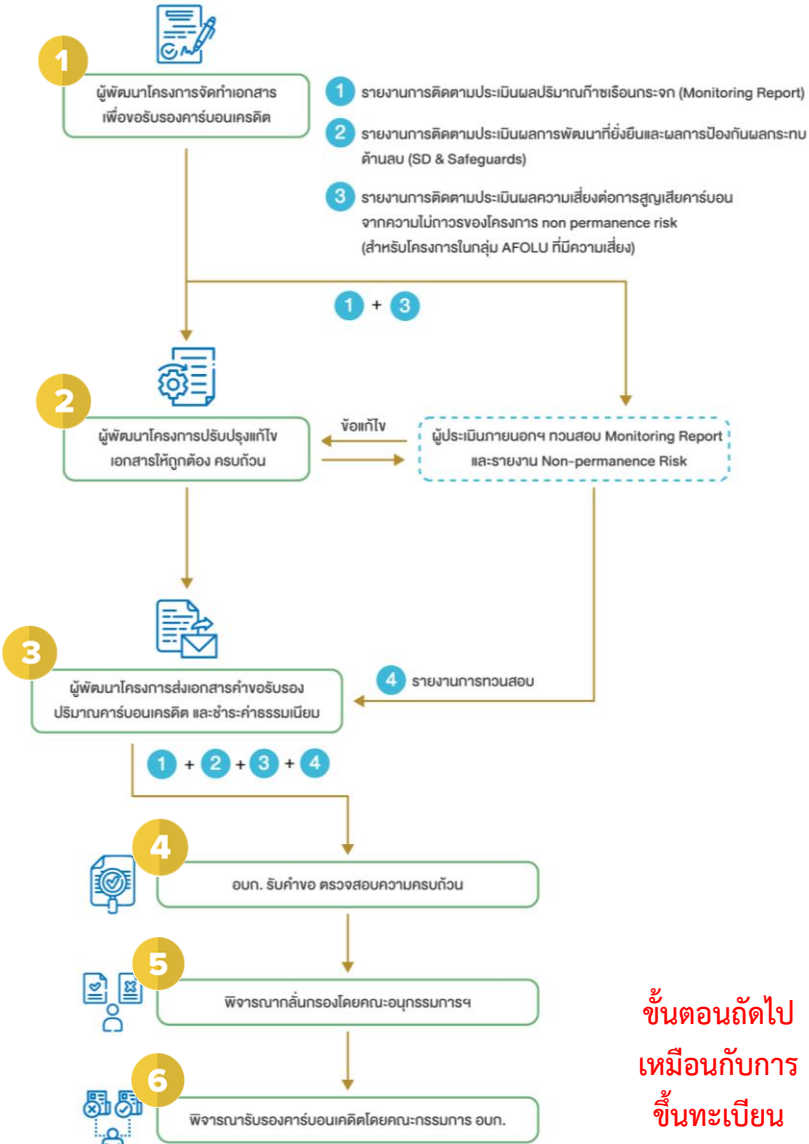 1
ผู้พัฒนาโครงการจัดทำเอกสาร
เพื่อขอรับรองคาร์บอนเครดิต
1 รายงานการติดตามประเมินผลปริมาณก๊าซเรือนกระจก (Monitoring Report)
2 รายงานการติดตามประเมินผลการพัฒนาที่ยั่งยืนและผลการป้องกันผลกระทบ
ด้านลบ (SD & Safeguards)
3 รายงานการติดตามประเมินผลความเสี่ยงต่อการสูญเสียคาร์บอน
จากความไม่ถาวรของโครงการ non permanence risk
(สำหรับโครงการในกลุ่ม AFOLU ที่มีความเสี่ยง)
1 + 3
2
ผู้พัฒนาโครงการปรับปรุงแก้ไข
เอกสารให้ถูกต้อง ครบถ้วน
ข้อแก้ไข
ผู้ประเมินภายนอกฯ ทวนสอบ Monitoring Report
และรายงาน Non-permanence Risk
3
ผู้พัฒนาโครงการส่งเอกสารคำขอรับรอง
ปริมาณคาร์บอนเครดิต และชำระค่าธรรมเนียม
4 รายงานการทวนสอบ
1 + 2 + 3 + 4
4
อบก. รับคำขอ ตรวจสอบความครบถ้วน
5
พิจารณากลั่นกรองโดยคณะอนุกรรมการฯ
6
พิจารณารับรองคาร์บอนเคดิตโดยคณะกรรมการ อบก.
ขั้นตอนถัดไป
เหมือนกับการ
ขึ้นทะเบียน